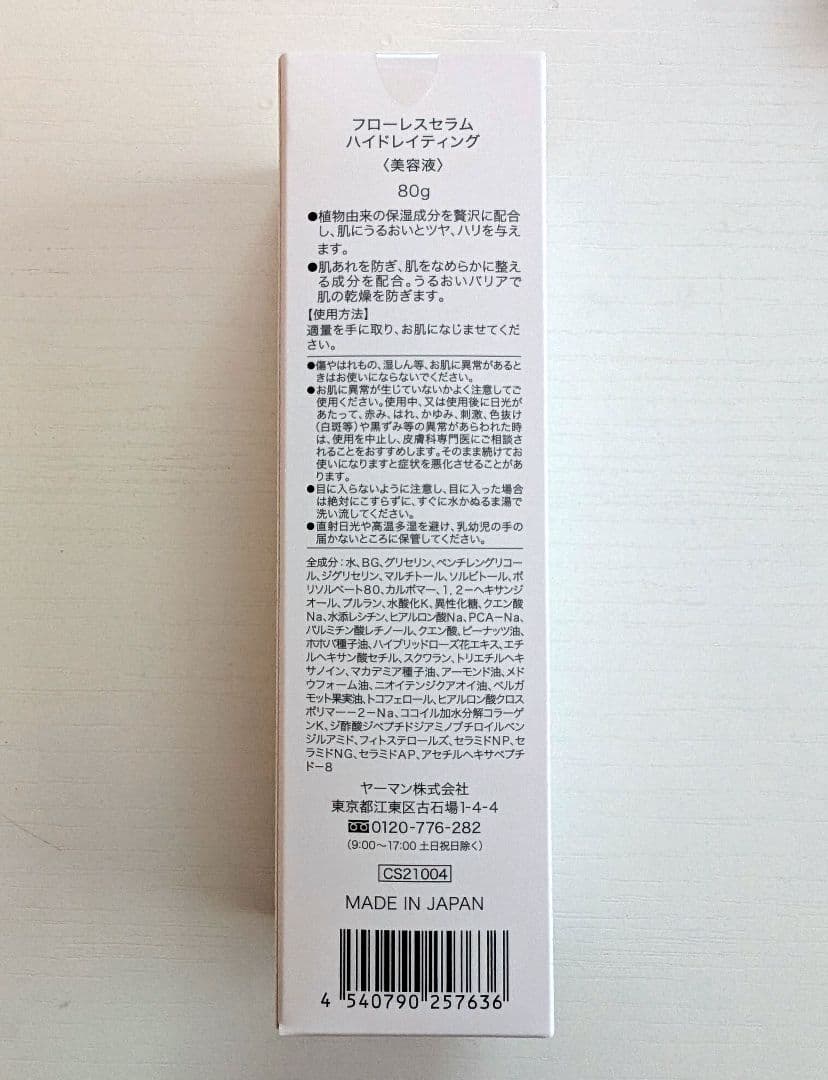 フローレスセラム
ハイドレイティング
〈美容液〉
80g
●植物由来の保湿成分を贅沢に配合
し、肌にうるおいとツヤ、ハリを与え
ます。
●肌あれを防ぎ、肌をなめらかに整え
る成分を配合。うるおいバリアで
肌の乾燥を防ぎます。
【使用方法】
適量を手に取り、お肌になじませてくだ
さい。
●傷やはれもの、湿しん等、お肌に異常があると
きはお使いにならないでください。
●お肌に異常が生じていないかよく注意してご
使用ください。使用中、又は使用後に日光が
あたって、赤み、はれ、かゆみ、刺激、色抜け
(白斑等)や黒ずみ等の異常があらわれた時
は、使用を中止し、皮膚科専門医にご相談さ
れることをおすすめします。そのまま続けてお
使いになりますと症状を悪化させることがあ
ります。
●目に入らないように注意し、目に入った場合
は絶対にこすらずに、すぐに水かぬるま湯で
洗い流してください。
●直射日光や高温多湿を避け、乳幼児の手の
届かないところに保管してください。
全成分:水、BG、グリセリン、ペンチレングリコー
ル、ジグリセリン、マルチトール、ソルビトール、ポ
リソルベート80、カルボマー、1,2-ヘキサンジ
オール、プルラン、水酸化K、異性化糖、クエン酸
Na、水添レシチン、ヒアルロン酸Na、PCA-Na、
パルミチン酸レチノール、クエン酸、ピーナッツ油、
ホホバ種子油、ハイブリッドローズ花エキス、エチ
ルヘキサン酸セチル、スクワラン、トリエチルヘキ
サノイン、マカデミア種子油、アーモンド油、メド
ウフォーム油、ニオイテンジクアオイ油、ベルガ
モット果実油、トコフェロール、ヒアルロン酸クロス
ポリマー-2-Na、ココイル加水分解コラーゲ
ンK、ジ酢酸ジペプチドジアミノブチロイルベン
ジルアミド、フィトステロールズ、セラミドNP、セ
ラミドNG、セラミドAP、アセチルヘキサペプチ
ド-8
ヤーマン株式会社
東京都江東区古石場1-4-4
0120-776-282
(9:00~17:00 土日祝日除く)
CS21004
MADE IN JAPAN
4 540790 257636